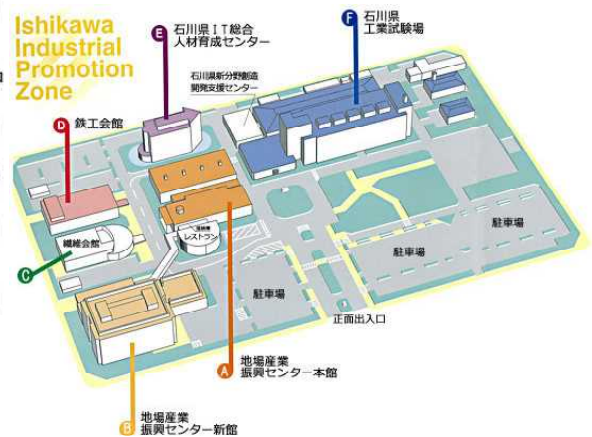 Ishikawa
Industrial
Promotion
Zone
E
石川県IT総合
人材育成センター
F
石川県
工業試験場
石川県新分野創造
開発支援センター
D
鉄工会館
繊維会館
C
レストラン
駐車場
駐車場
駐車場
正面出入口
A
地場産業
振興センター本館
B
地場産業
振興センター新館